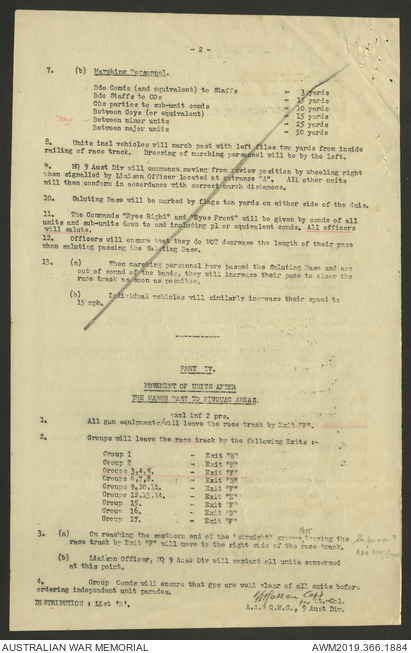 - 2 -
7. (b) Marching Personnel.
Bde Comds (and equivalent) to Staffs - 3 yards
Bde Staffs to COs - 15 yards
COs parties to sub-unit comds - 10 yards
Between Coys (or equivalent) - 15 yards
Between minor units - 25 yards
Between major units - 50 yards
8. Units incl vehicles will march past with left files two yards from inside
railing of race track. Dressing of marching personnel will be by the left.
9. HQ 9 Aust Div will commence moving from review position by wheeling right
when signalled by Liaison Officer located at entrance "A". All other units
will then conform in accordance with correct march distances.
10. Saluting Base will be marked by flags ten yards on either side of the dais.
11. The Commands "Eyes Right" and "Eyes Front" will be given by comds of all
units and sub-units down to and including pl or equivalent comds. All officers
will salute.
12. Officers will ensure that they do NOT decrease the length of their pace
when saluting passing the Saluting Base.
13. (a) When marching personnel have passed the Saluting Base and are
out of sound of the bands, they will increase their pace to clear the
race track as soon as possible.
(b) Individual vehicles will similarly increase their speed to
15 mph.
PART IV.
MOVEMENT OF UNITS AFTER
THE MARCH PAST TO BIVOUAC AREAS.
excl inf 2 prs.
1. All gun equipments/will leave the race track by Exit "F".
2. Groups will leave the race track by the following Exits :-
Group 1 - Exit "B"
Group 2 - Exit "F"
Groups 3,4,5. - Exit
Groups 6,7,8. - Exit
Groups 9,10,11. - Exit "F"
Groups 12,13,14. - Exit "E"
Group 15. - Exit "F"
Group 16. - Exit "D"
Group 17. - Exit "F"
3. (a) On reaching the southern end of the "straight" groups leaving the
race track by Exit "F" will move to the right side of the race track.
(b) Liaison Officer, HQ 9 Aust Div will contact all units concerned
at this point.
4. Group Comds will ensure that gps are well clear of all exits before
ordering independent unit parades.
Capt
for Lt-Col.
DISTRIBUTION : List "B". A.A. & Q.M.G., 9 Aust Div.
AUSTRALIAN WAR MEMORIAL AWM2019.366.1884